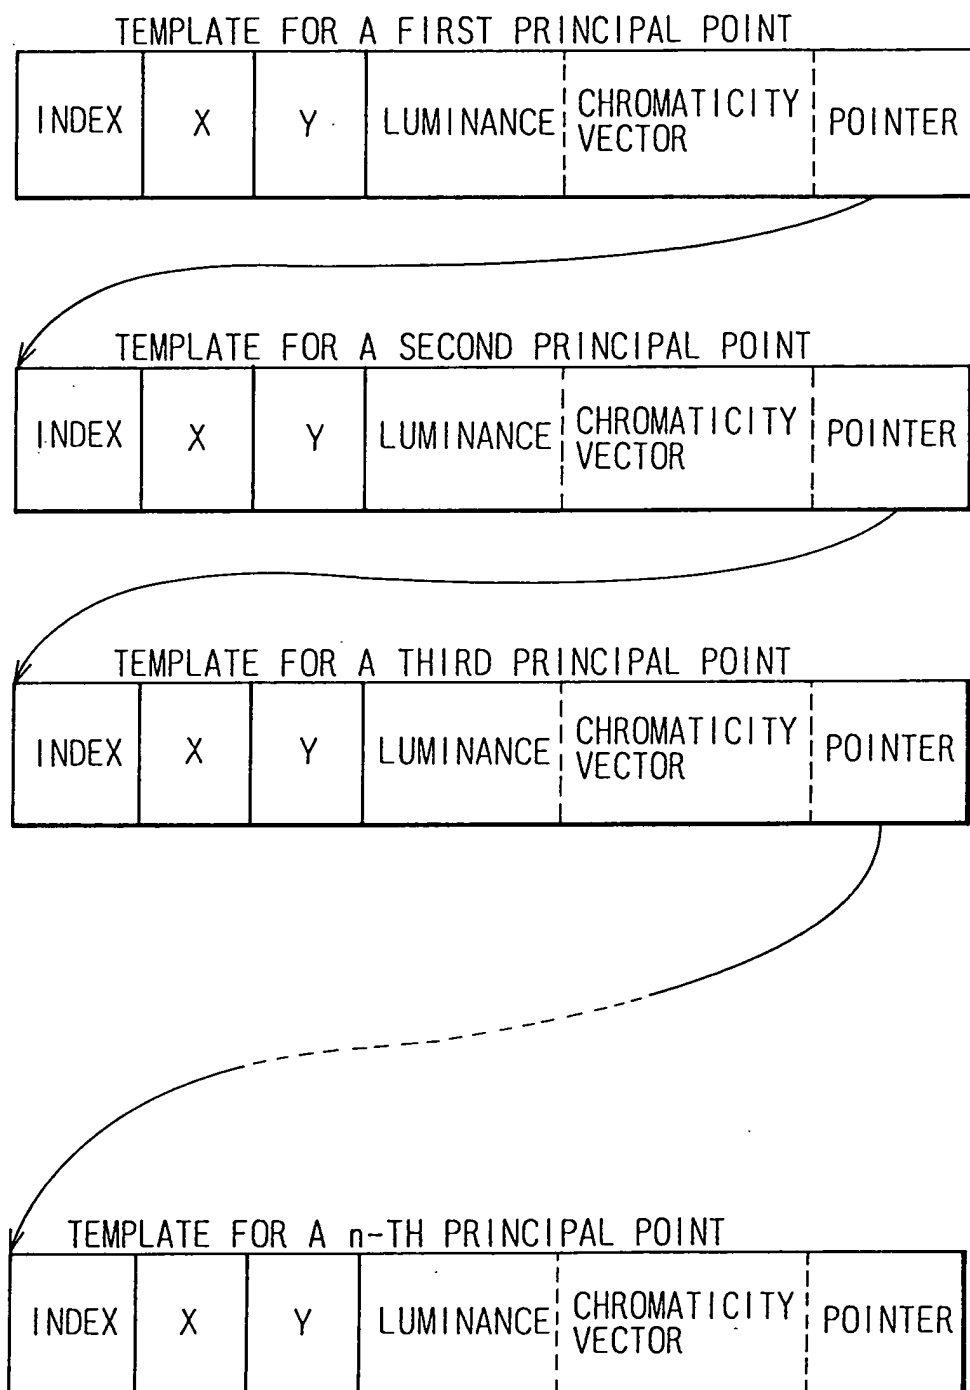 TEMPLATE FOR A FIRST PRINCIPAL POINT
INDEX X Y LUMINANCE CHROMATICITY VECTOR POINTER
TEMPLATE FOR A SECOND PRINCIPAL POINT
INDEX X Y LUMINANCE CHROMATICITY VECTOR POINTER
TEMPLATE FOR A THIRD PRINCIPAL POINT
INDEX X Y LUMINANCE CHROMATICITY VECTOR POINTER
TEMPLATE FOR A n-TH PRINCIPAL POINT
INDEX X Y LUMINANCE CHROMATICITY VECTOR POINTER